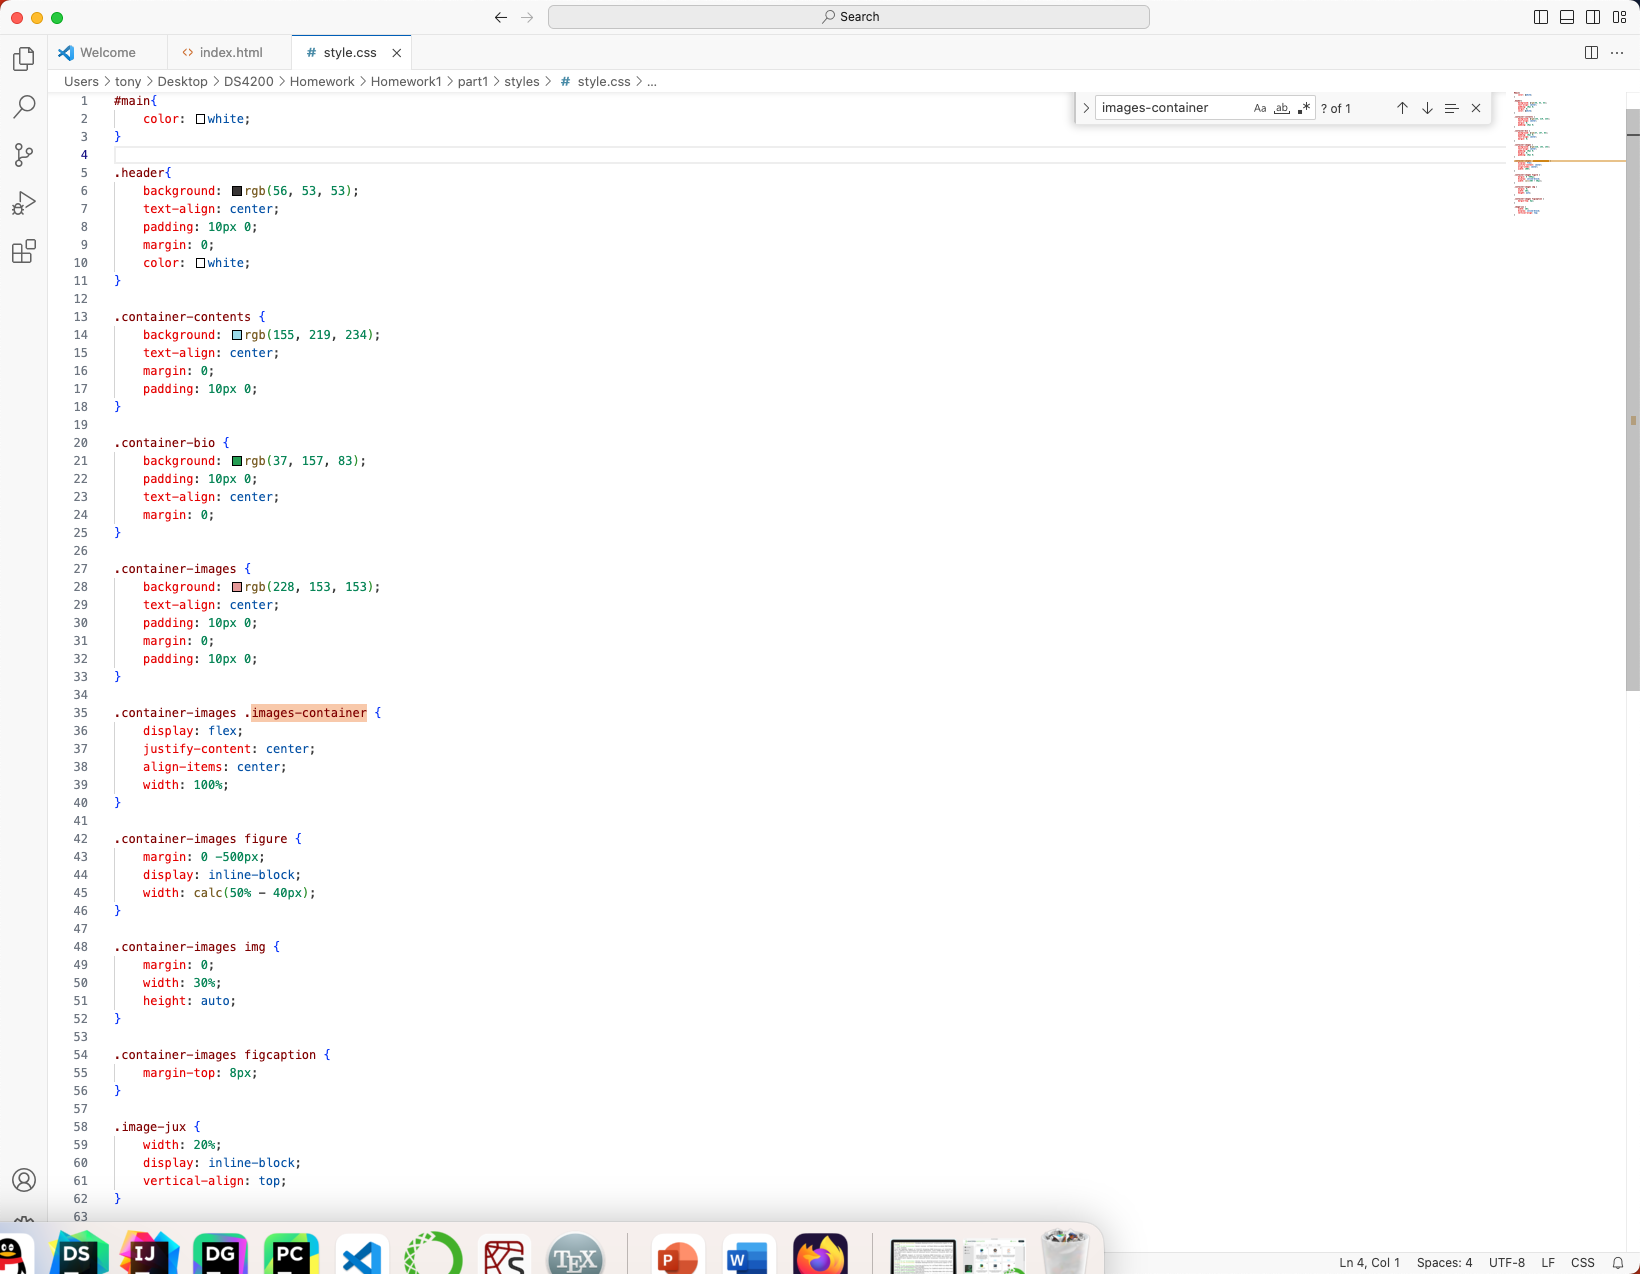 Search
Welcome
<> index.html
# style.css
Users > tony > Desktop > DS4200 > Homework > Homework1 > part1 > styles > # style.css > ...
images-container Aa ab .* ? of 1
1 #main{
2 color: white;
3 }
4
5 .header{
6 background: rgb(56, 53, 53);
7 text-align: center;
8 padding: 10px 0;
9 margin: 0;
10 color: white;
11 }
12
13 .container-contents {
14 background: rgb(155, 219, 234);
15 text-align: center;
16 margin: 0;
17 padding: 10px 0;
18 }
19
20 .container-bio {
21 background: rgb(37, 157, 83);
22 padding: 10px 0;
23 text-align: center;
24 margin: 0;
25 }
26
27 .container-images {
28 background: rgb(228, 153, 153);
29 text-align: center;
30 padding: 10px 0;
31 margin: 0;
32 padding: 10px 0;
33 }
34
35 .container-images .images-container {
36 display: flex;
37 justify-content: center;
38 align-items: center;
39 width: 100%;
40 }
41
42 .container-images figure {
43 margin: 0 -500px;
44 display: inline-block;
45 width: calc(50% - 40px);
46 }
47
48 .container-images img {
49 margin: 0;
50 width: 30%;
51 height: auto;
52 }
53
54 .container-images figcaption {
55 margin-top: 8px;
56 }
57
58 .image-jux {
59 width: 20%;
60 display: inline-block;
61 vertical-align: top;
62 }
63
DS IJ DG PC TEX P W
Ln 4, Col 1 Spaces: 4 UTF-8 LF CSS